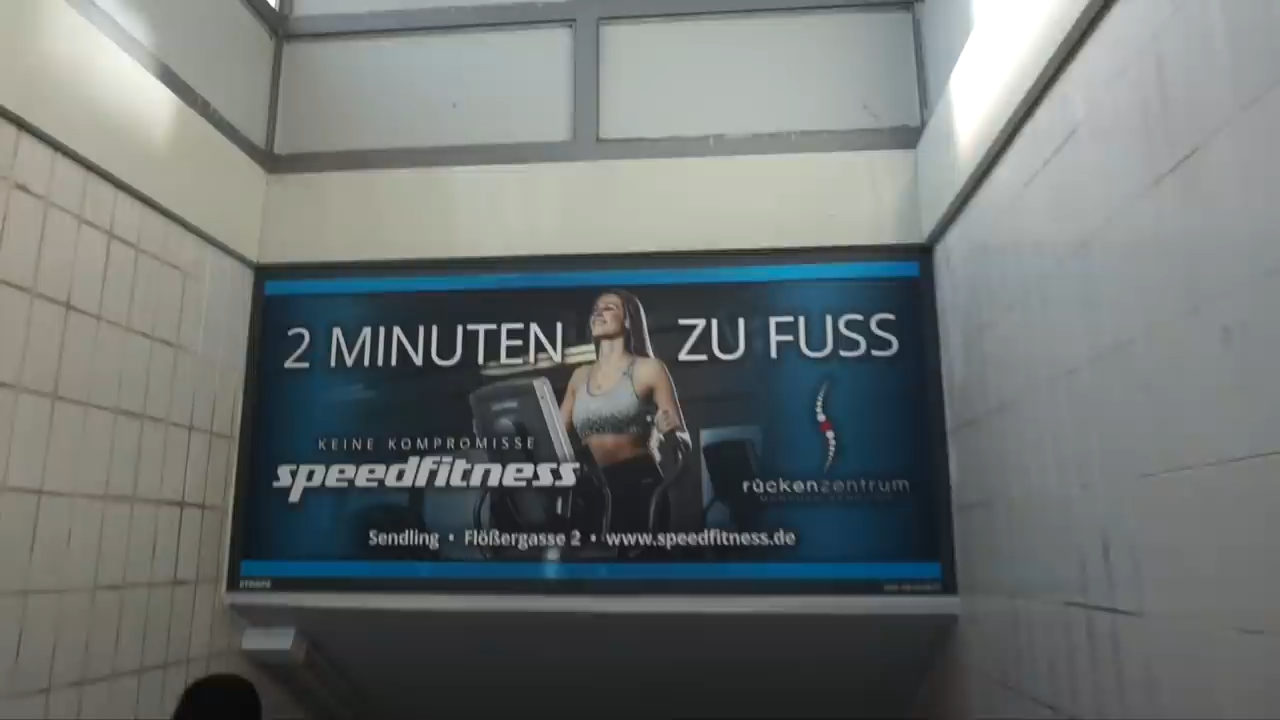 2 MINUTEN ZU FUSS
KEINE KOMPROMISSE
speedfitness
rückenzentrum
Sendling • Flößergasse 2 • www.speedfitness.de